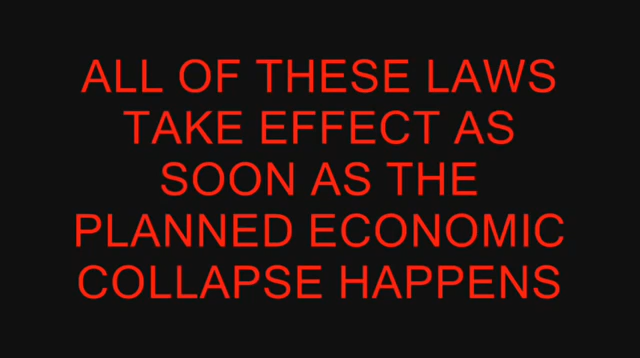 ALL OF THESE LAWS
TAKE EFFECT AS
SOON AS THE
PLANNED ECONOMIC
COLLAPSE HAPPENS